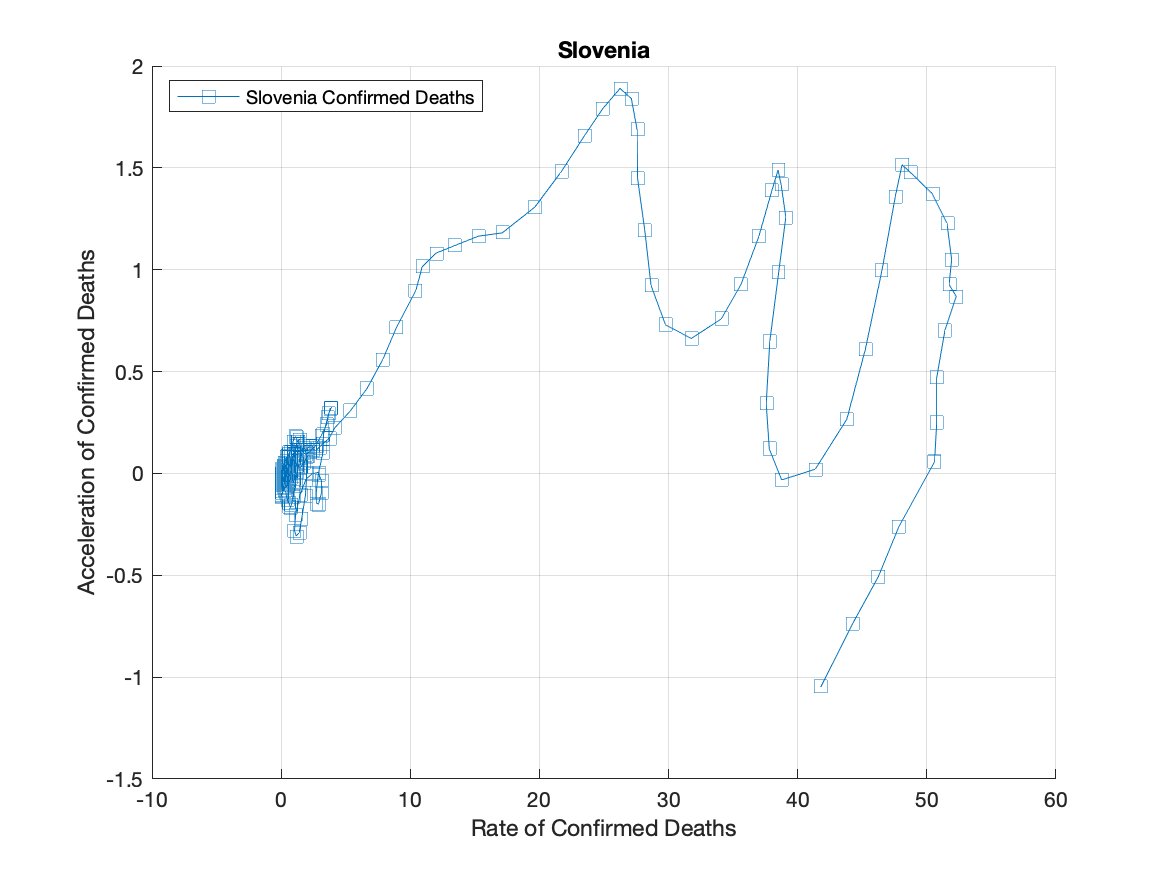 Slovenia
Slovenia Confirmed Deaths
2
1.5
1
0.5
0
-0.5
-1
-1.5
Acceleration of Confirmed Deaths
-10 0 10 20 30 40 50 60
Rate of Confirmed Deaths